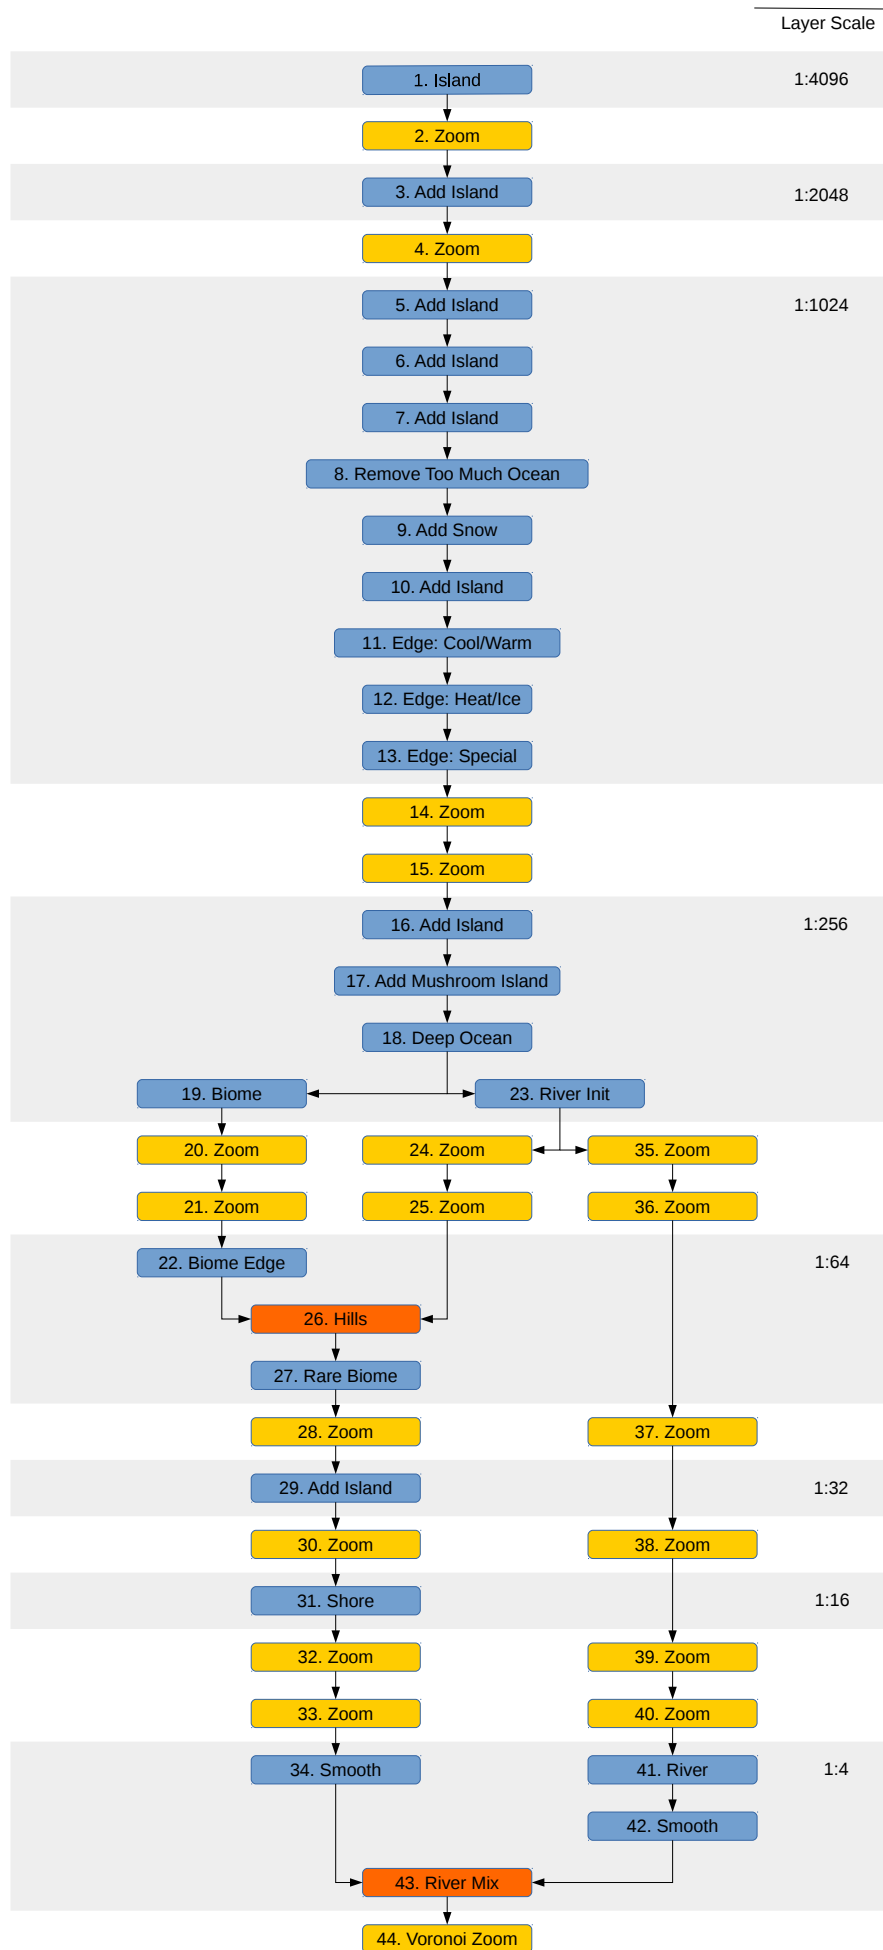 Layer Scale
1. Island
1:4096
2. Zoom
3. Add Island
1:2048
4. Zoom
5. Add Island
1:1024
6. Add Island
7. Add Island
8. Remove Too Much Ocean
9. Add Snow
10. Add Island
11. Edge: Cool/Warm
12. Edge: Heat/Ice
13. Edge: Special
14. Zoom
15. Zoom
16. Add Island
1:256
17. Add Mushroom Island
18. Deep Ocean
19. Biome
23. River Init
20. Zoom
24. Zoom
35. Zoom
21. Zoom
25. Zoom
36. Zoom
22. Biome Edge
1:64
26. Hills
27. Rare Biome
28. Zoom
37. Zoom
29. Add Island
1:32
30. Zoom
38. Zoom
31. Shore
1:16
32. Zoom
39. Zoom
33. Zoom
40. Zoom
34. Smooth
41. River
1:4
42. Smooth
43. River Mix
44. Voronoi Zoom